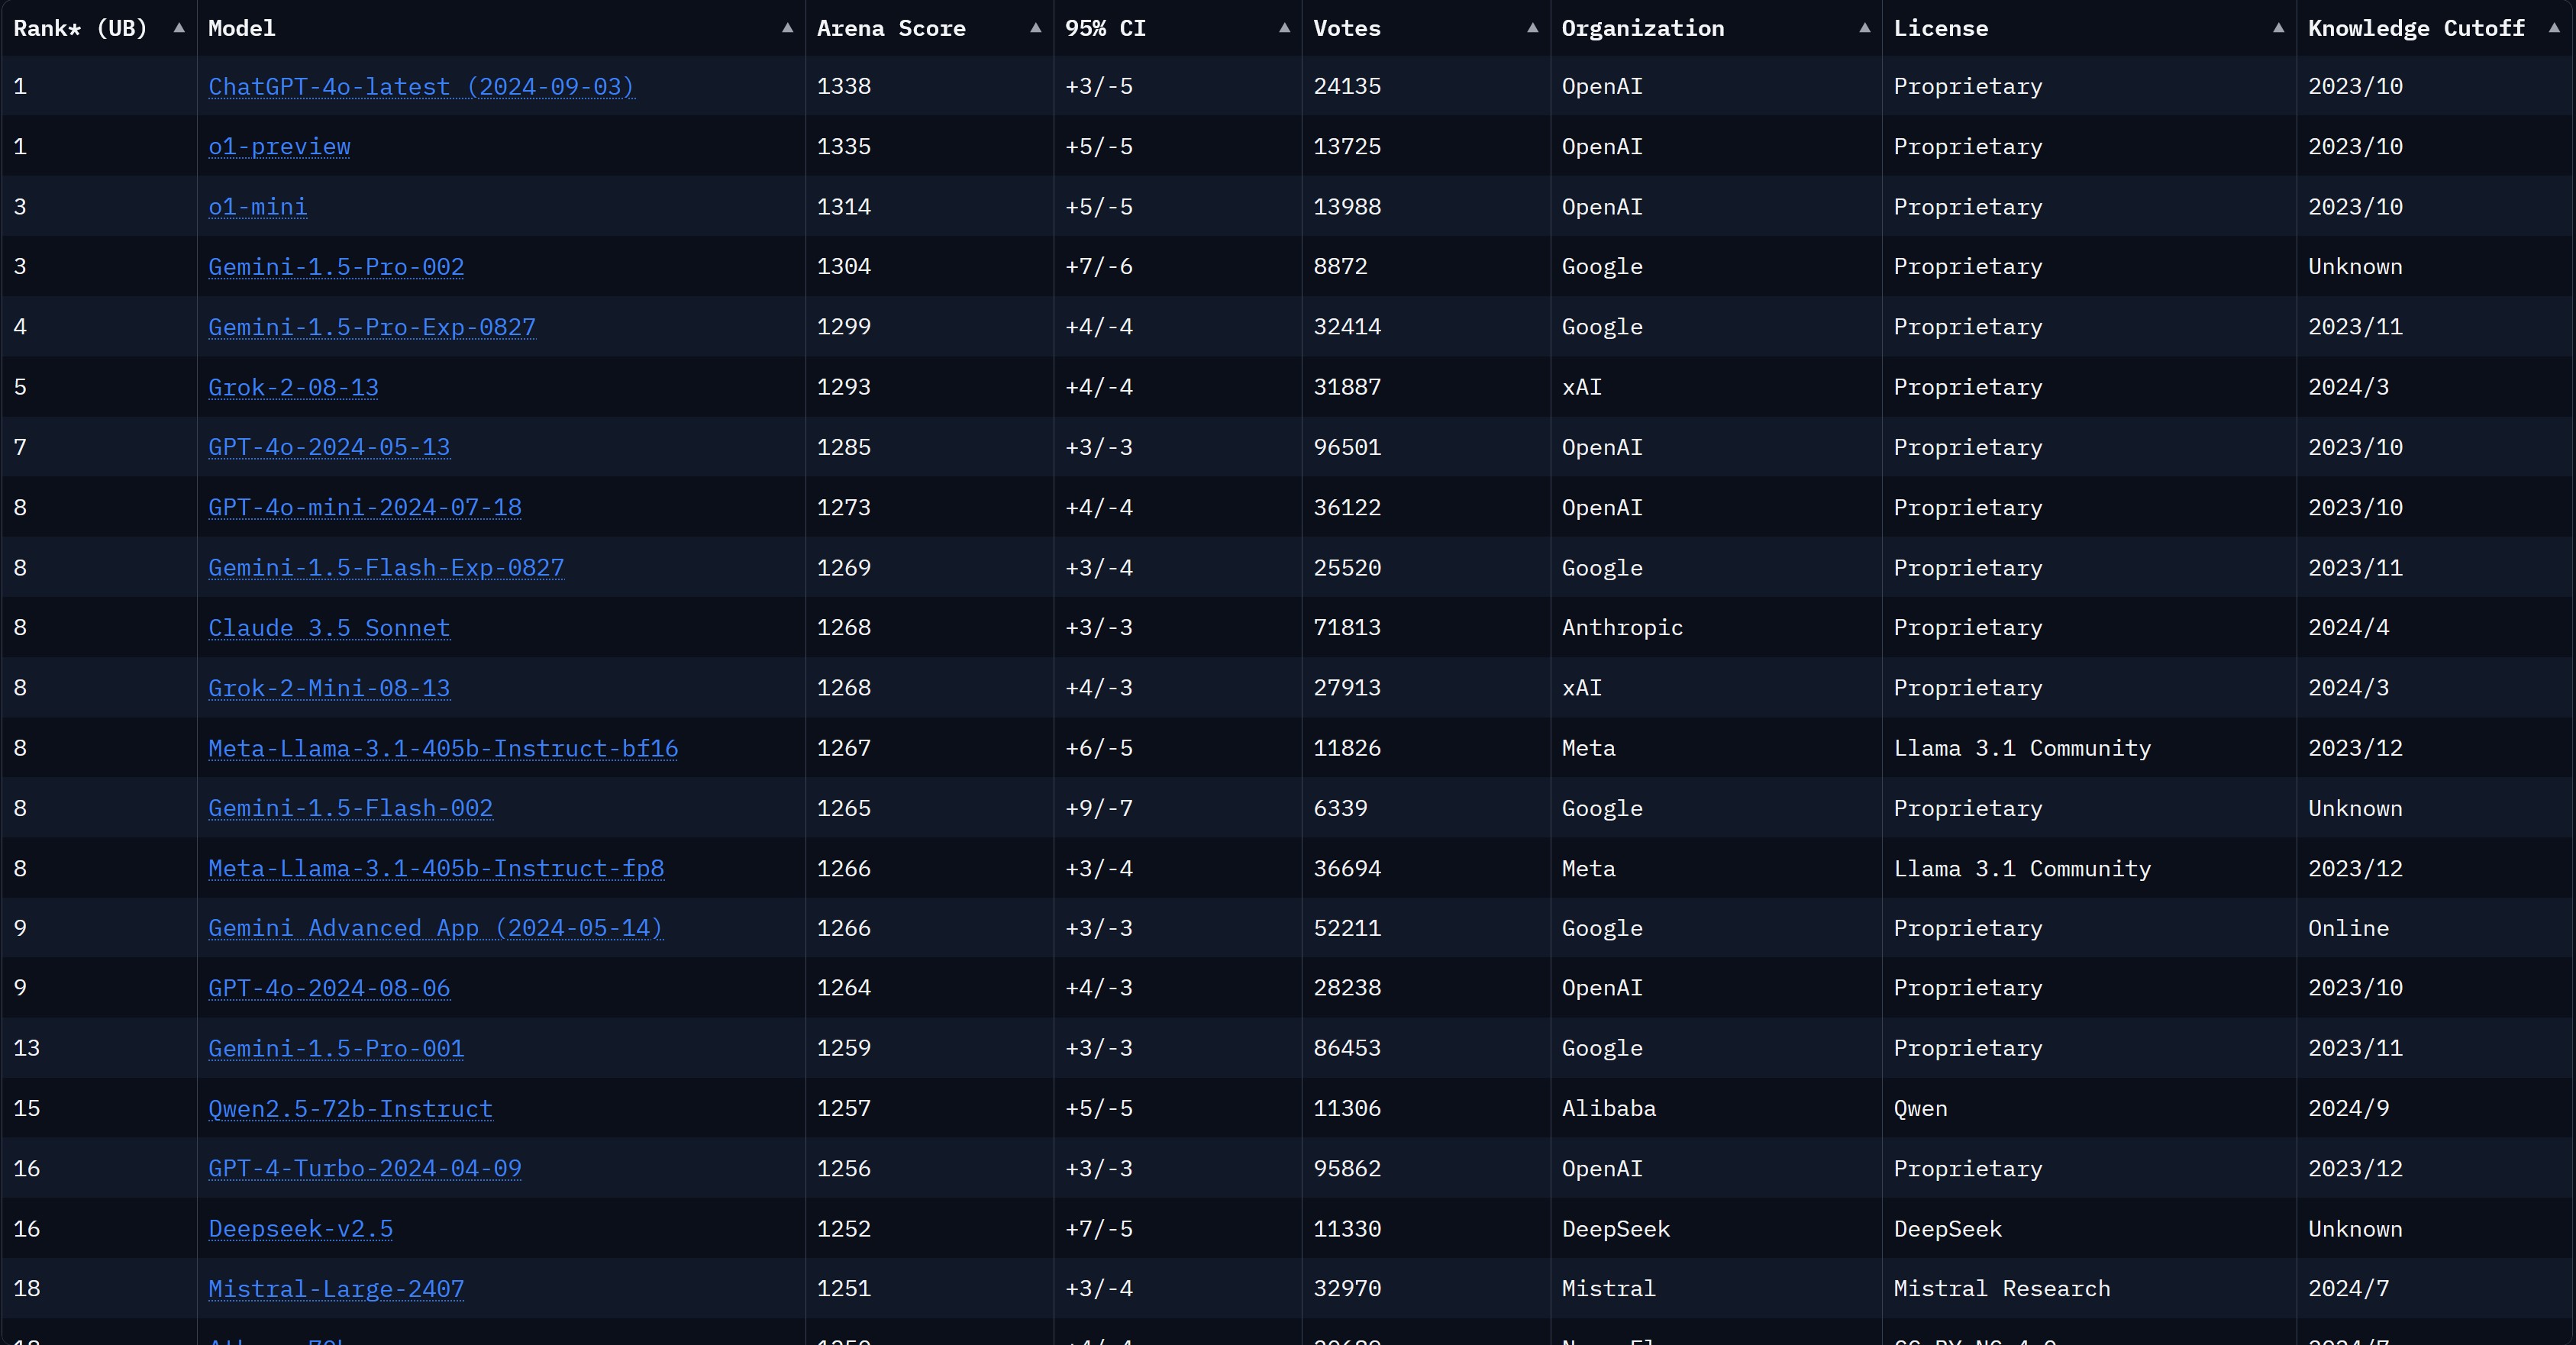 Rank* (UB) ▲ Model ▲ Arena Score ▲ 95% CI ▲ Votes ▲ Organization ▲ License ▲ Knowledge Cutoff ▲
1 ChatGPT-4o-latest (2024-09-03) 1338 +3/-5 24135 OpenAI Proprietary 2023/10
1 o1-preview 1335 +5/-5 13725 OpenAI Proprietary 2023/10
3 o1-mini 1314 +5/-5 13988 OpenAI Proprietary 2023/10
3 Gemini-1.5-Pro-002 1304 +7/-6 8872 Google Proprietary Unknown
4 Gemini-1.5-Pro-Exp-0827 1299 +4/-4 32414 Google Proprietary 2023/11
5 Grok-2-08-13 1293 +4/-4 31887 xAI Proprietary 2024/3
7 GPT-4o-2024-05-13 1285 +3/-3 96501 OpenAI Proprietary 2023/10
8 GPT-4o-mini-2024-07-18 1273 +4/-4 36122 OpenAI Proprietary 2023/10
8 Gemini-1.5-Flash-Exp-0827 1269 +3/-4 25520 Google Proprietary 2023/11
8 Claude 3.5 Sonnet 1268 +3/-3 71813 Anthropic Proprietary 2024/4
8 Grok-2-Mini-08-13 1268 +4/-3 27913 xAI Proprietary 2024/3
8 Meta-Llama-3.1-405b-Instruct-bf16 1267 +6/-5 11826 Meta Llama 3.1 Community 2023/12
8 Gemini-1.5-Flash-002 1265 +9/-7 6339 Google Proprietary Unknown
8 Meta-Llama-3.1-405b-Instruct-fp8 1266 +3/-4 36694 Meta Llama 3.1 Community 2023/12
9 Gemini Advanced App (2024-05-14) 1266 +3/-3 52211 Google Proprietary Online
9 GPT-4o-2024-08-06 1264 +4/-3 28238 OpenAI Proprietary 2023/10
13 Gemini-1.5-Pro-001 1259 +3/-3 86453 Google Proprietary 2023/11
15 Qwen2.5-72b-Instruct 1257 +5/-5 11306 Alibaba Qwen 2024/9
16 GPT-4-Turbo-2024-04-09 1256 +3/-3 95862 OpenAI Proprietary 2023/12
16 Deepseek-v2.5 1252 +7/-5 11330 DeepSeek DeepSeek Unknown
18 Mistral-Large-2407 1251 +3/-4 32970 Mistral Mistral Research 2024/7